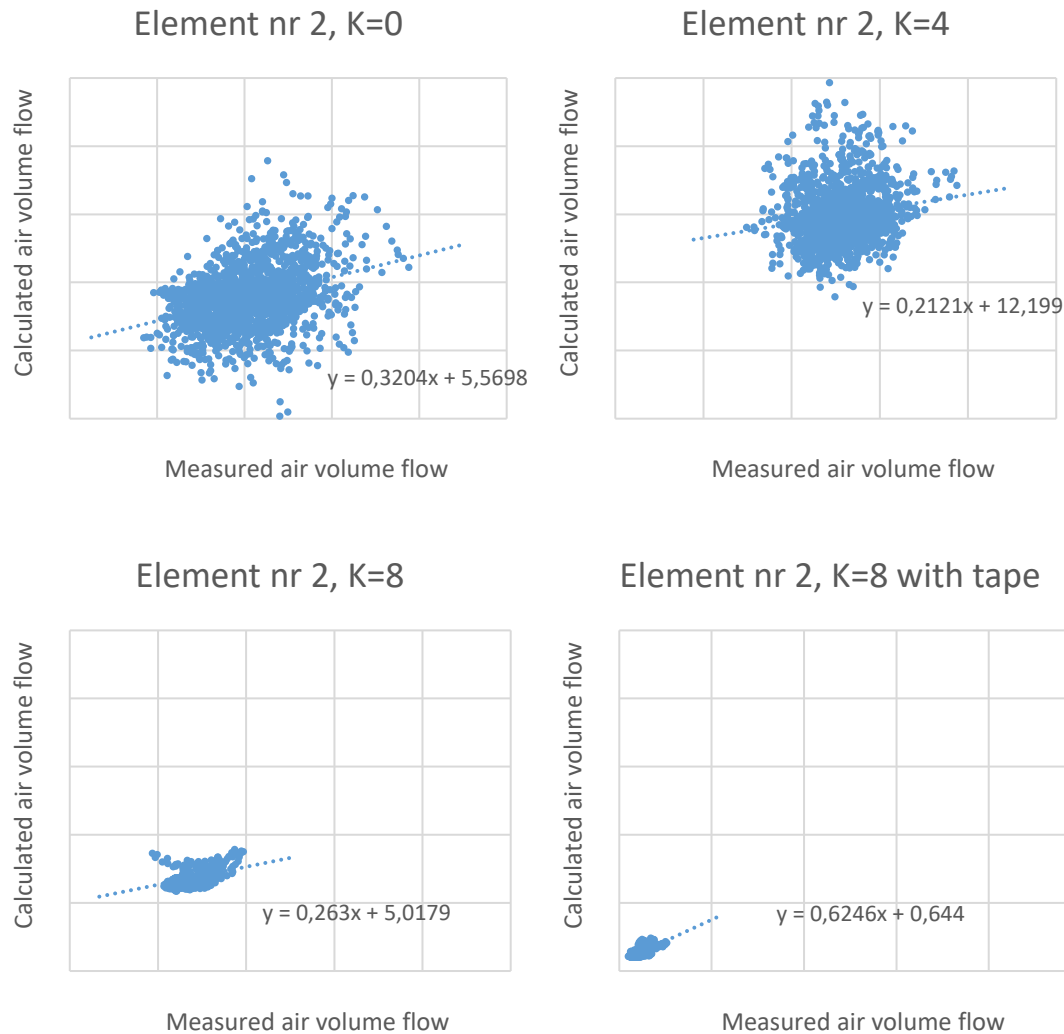 Element nr 2, K=0
Calculated air volume flow
y = 0,3204x + 5,5698
Measured air volume flow
Element nr 2, K=4
Calculated air volume flow
y = 0,2121x + 12,199
Measured air volume flow
Element nr 2, K=8
Calculated air volume flow
y = 0,263x + 5,0179
Measured air volume flow
Element nr 2, K=8 with tape
Calculated air volume flow
y = 0,6246x + 0,644
Measured air volume flow